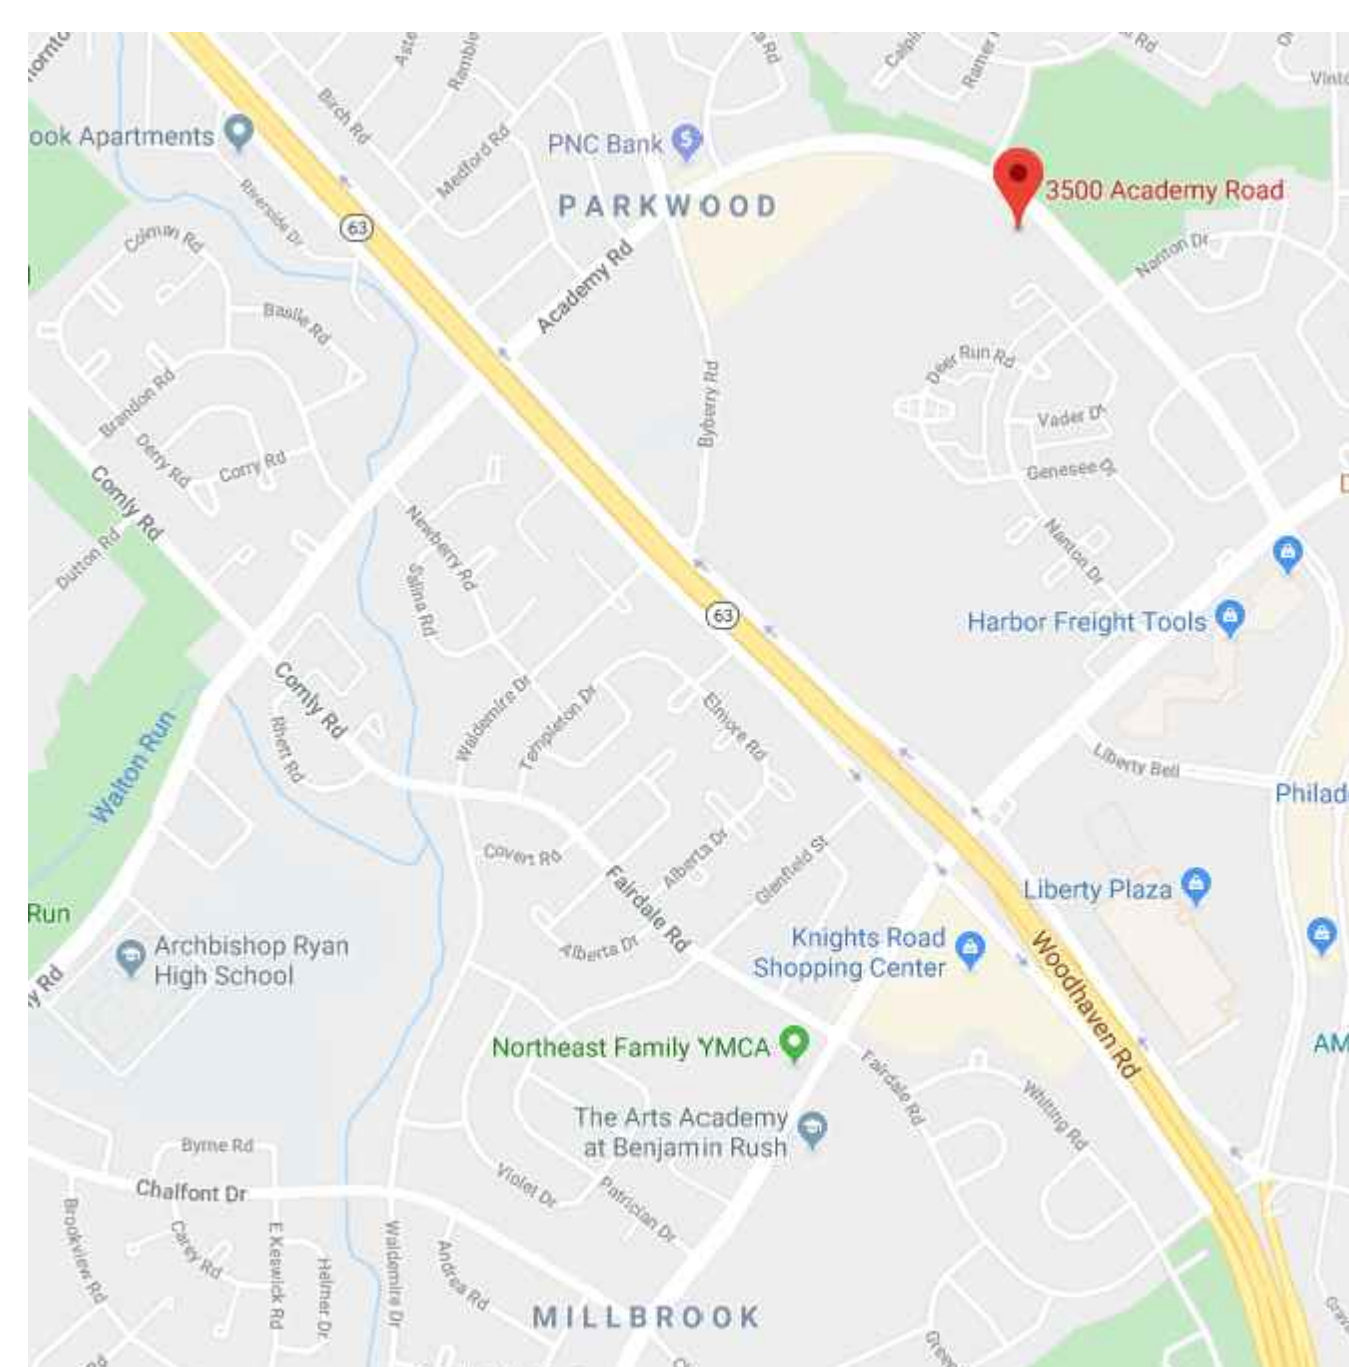 Birch Rd
Medford Rd
ook Apartments
PNC Bank
PARKWOOD
3500 Academy Road
Riverside Dr
63
Colman Rd
Nanton Dr
Academy Rd
Basile Rd
Deer Run Rd
Byberry Rd
Brandon Rd
Vader Dr
Derry Rd
Corry Rd
Genesee Dr
Comly Rd
Newberry Rd
Nanton Dr
Dutton Rd
Salina Rd
63
Harbor Freight Tools
Comly Rd
Waldemire Dr
Templeton Dr
Elmore Rd
Rhett Rd
Walton Run
Liberty Bell
Philad
Covert Rd
Alberta Dr
Glenfield St
Fairdale Rd
Liberty Plaza
Run
Alberta Dr
Knights Road
Shopping Center
Archbishop Ryan
High School
Woodhaven Rd
y Rd
Northeast Family YMCA
AM
Fairdale Rd
Whiting Rd
The Arts Academy
at Benjamin Rush
Byrne Rd
Chalfont Dr
Violet Dr
Patrician Dr
Brookview Rd
Carey Rd
E Keswick Rd
Helmer Dr
Waldemire Dr
Andrea Rd
MILLBROOK